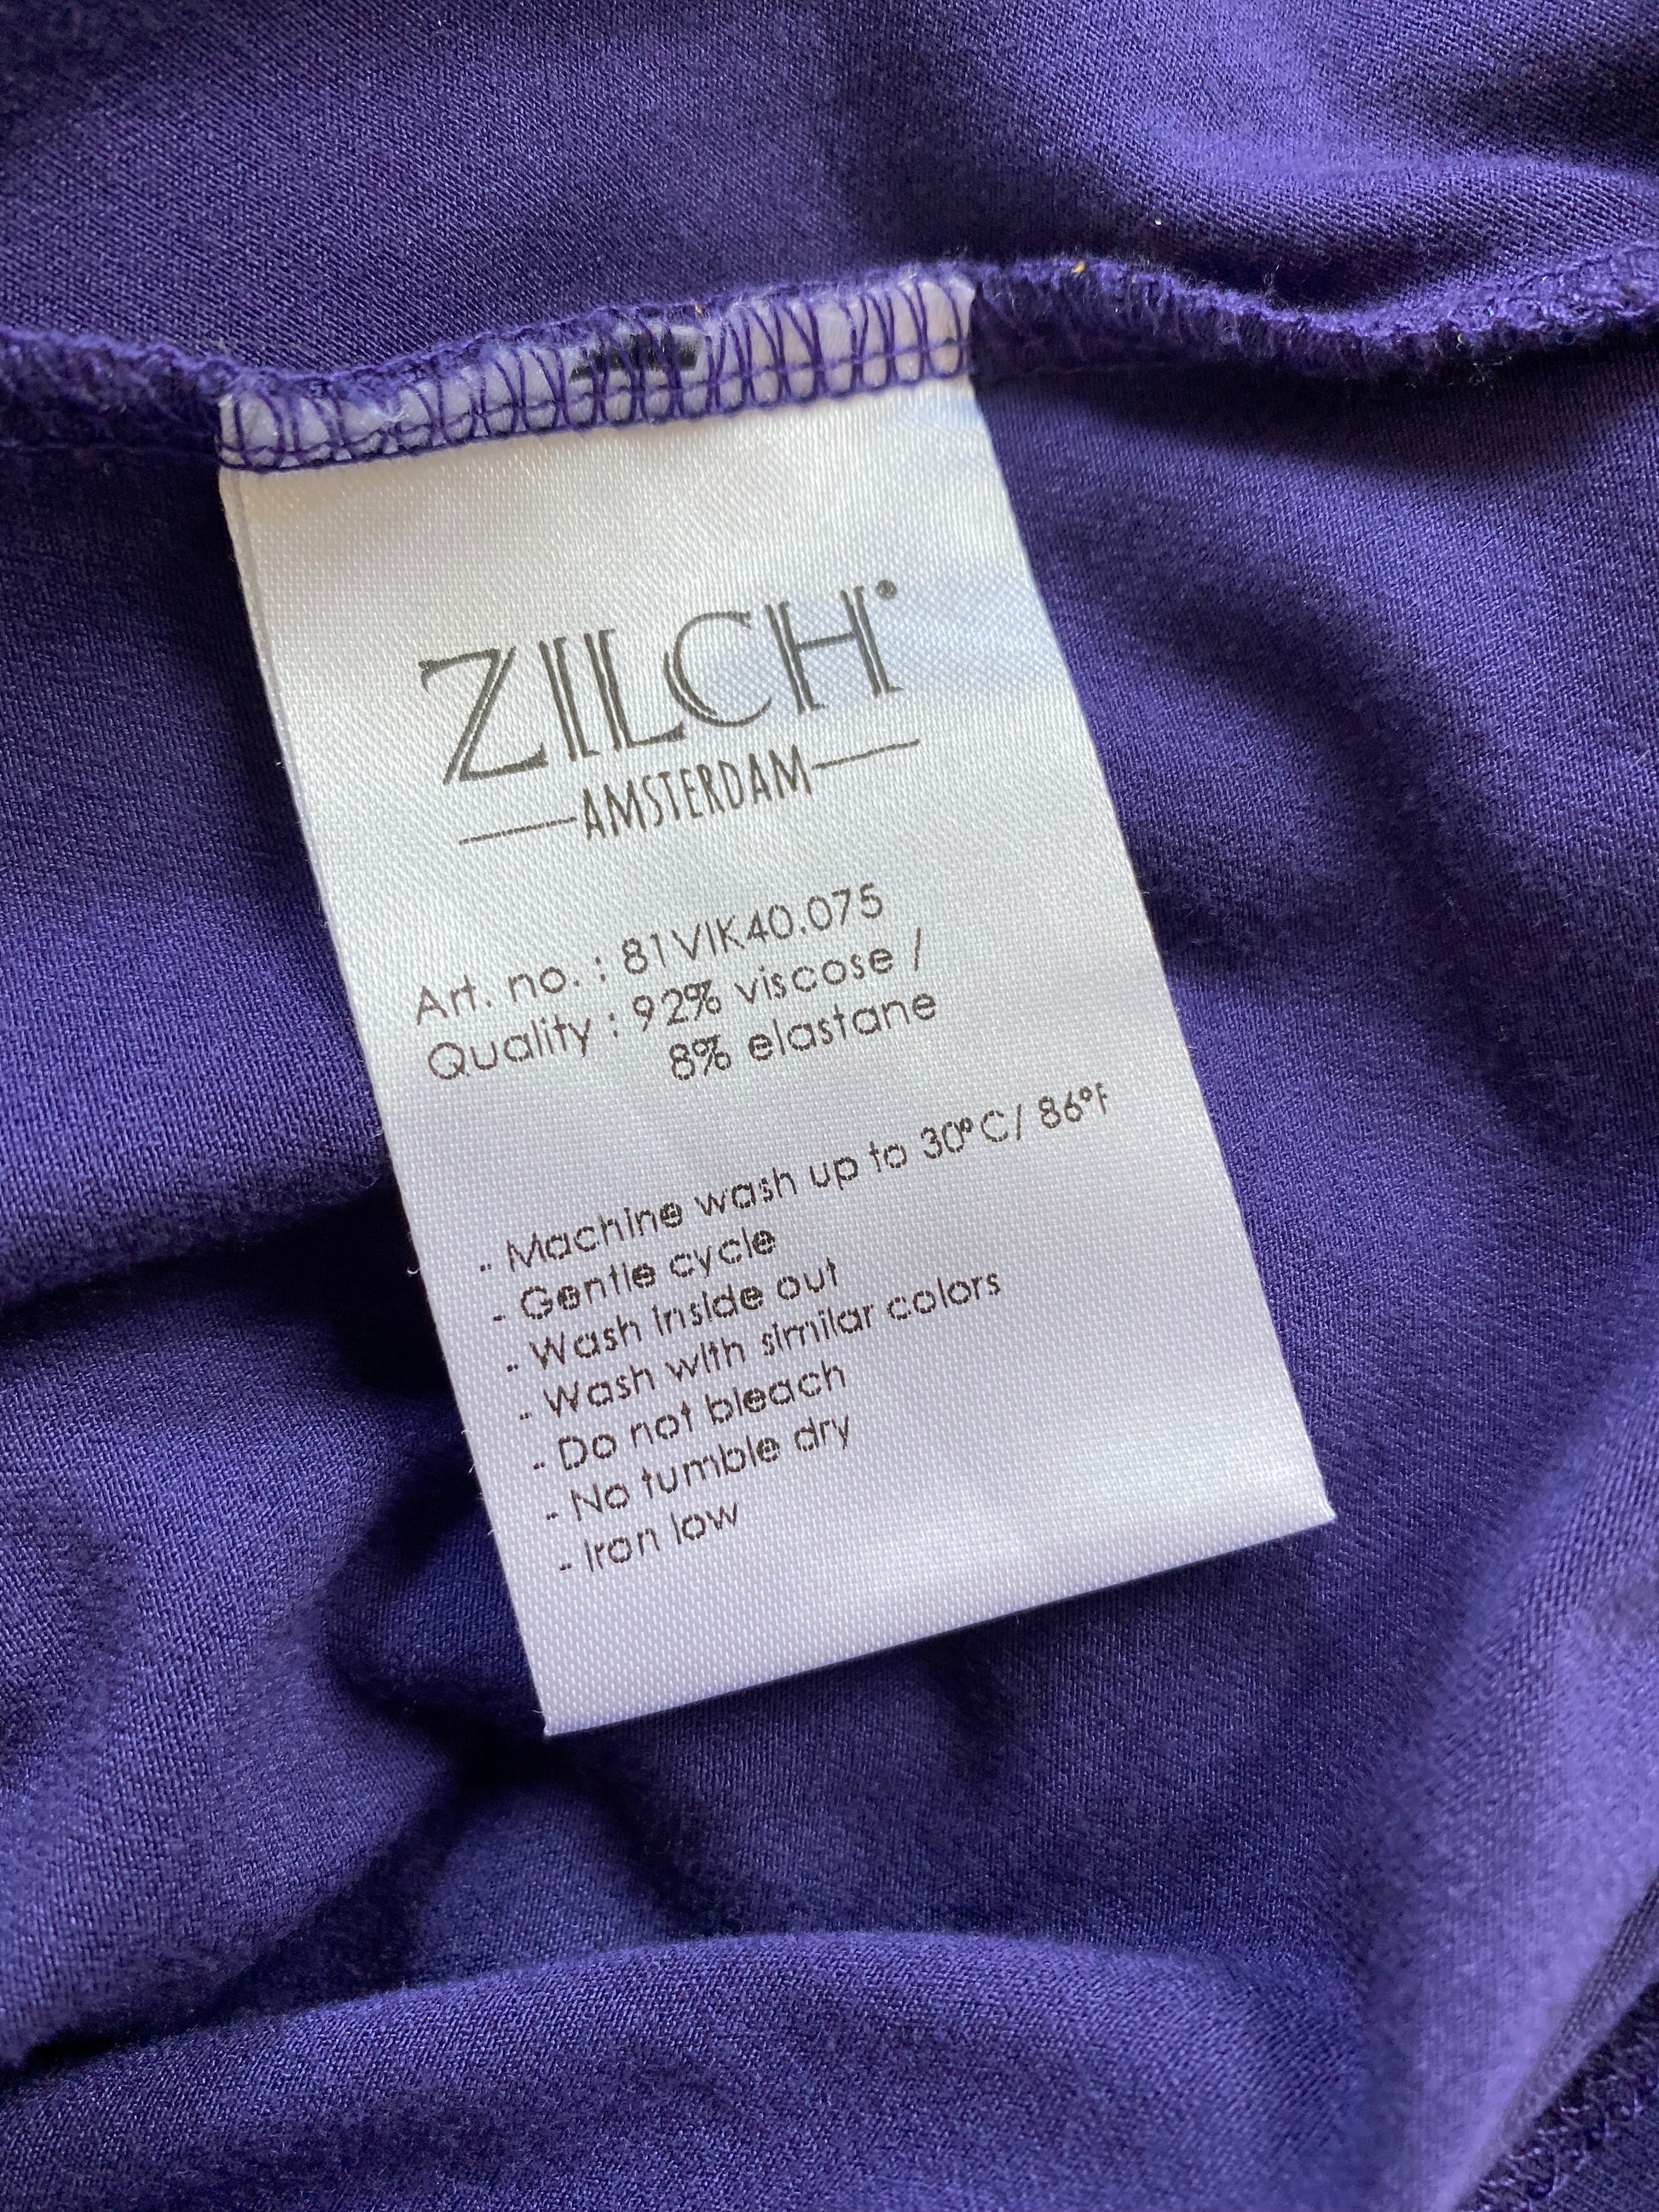 ZILCH®
AMSTERDAM
Art. no. : 81VIK40.075
Quality : 92% viscose /
8% elastane
- Machine wash up to 30°C/ 86°F
- Gentle cycle
- Wash inside out
- Wash with similar colors
- Do not bleach
- No tumble dry
- Iron low